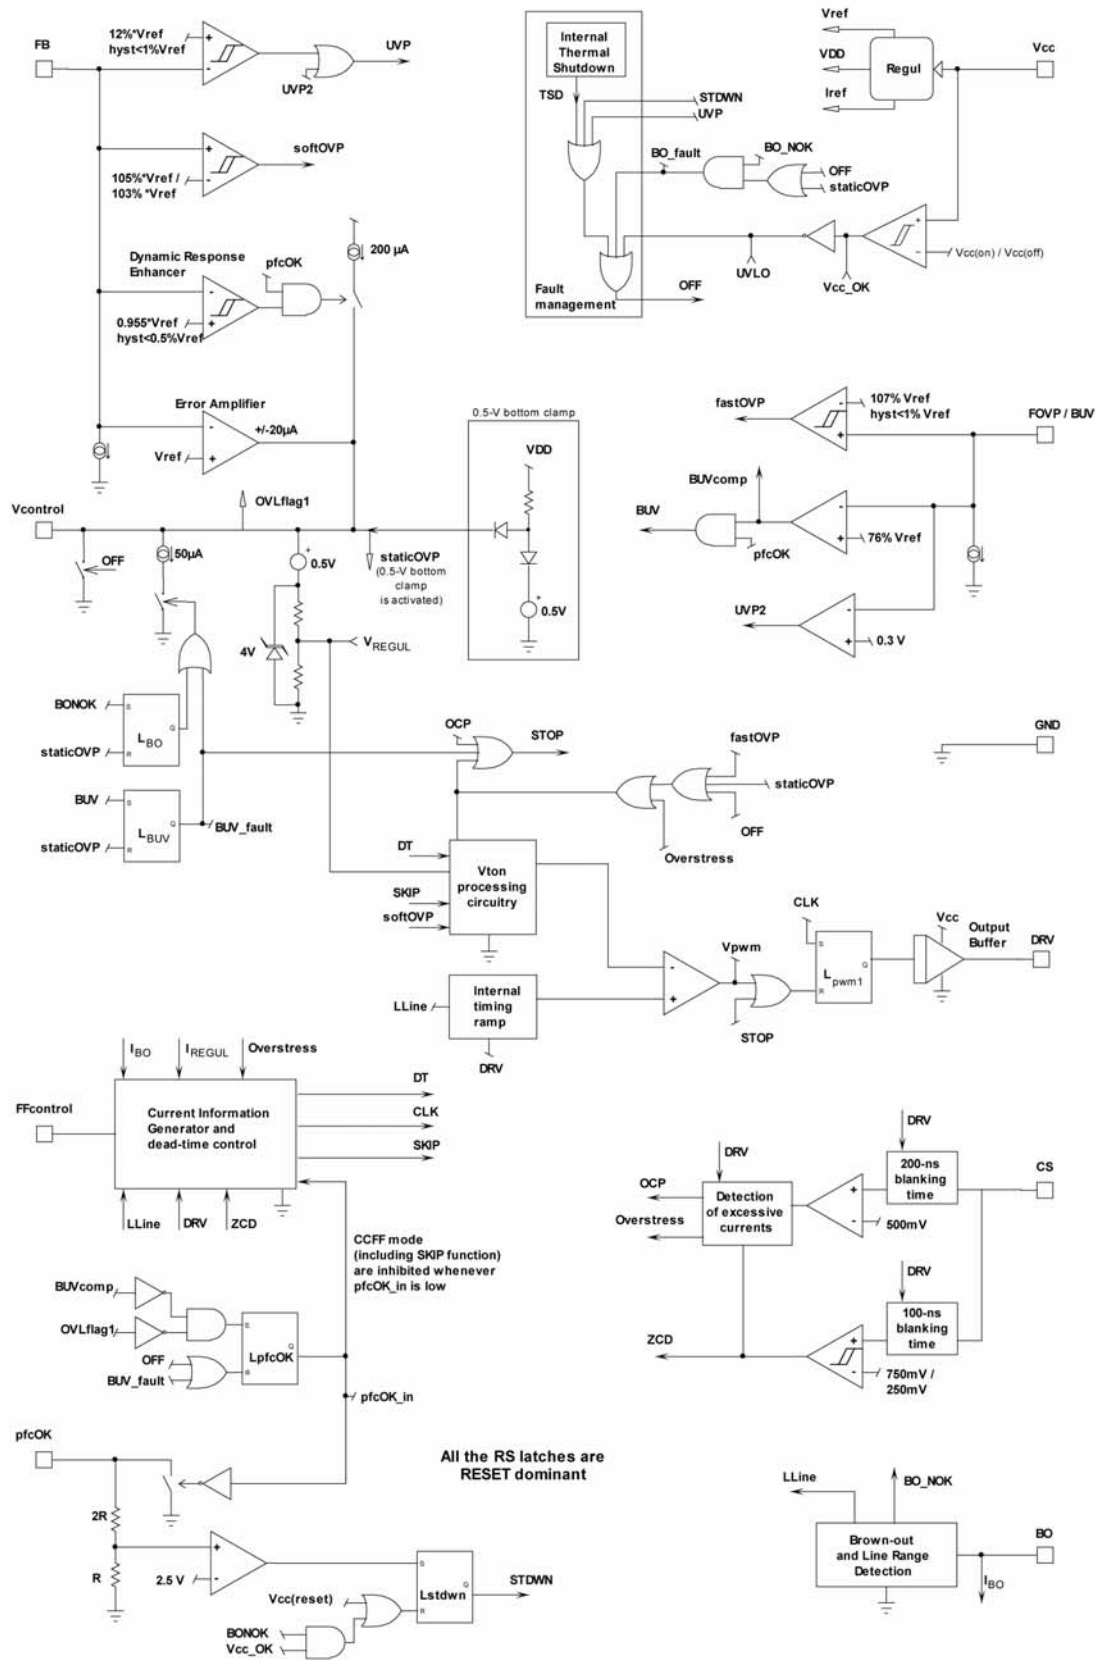 12%*Vref
hyst<1%Vref
FB
UVP
UVP2
softOVP
105%*Vref /
103% *Vref
200 µA
Dynamic Response
Enhancer
pfcOK
0.955*Vref
hyst<0.5%Vref
Error Amplifier
+/-20µA
Vref
Internal
Thermal
Shutdown
TSD
STDWN
UVP
BO_fault
BO_NOK
OFF
staticOVP
UVLO
Vcc_OK
Vcc(on) / Vcc(off)
OFF
Fault
management
Vref
VDD
Iref
Regul
Vcc
0.5-V bottom clamp
VDD
0.5V
+
fastOVP
107% Vref
hyst<1% Vref
FOVP / BUV
BUVcomp
BUV
pfcOK
76% Vref
UVP2
0.3 V
GND
Vcontrol
OVLflag1
OFF
50µA
+
0.5V
staticOVP
(0.5-V bottom
clamp
is activated)
4V
VREGUL
BONOK
S
LBO
Q
staticOVP
R
BUV
S
LBUV
Q
BUV_fault
staticOVP
R
OCP
STOP
fastOVP
staticOVP
OFF
Overstress
DT
SKIP
softOVP
Vton
processing
circuitry
LLine
Internal
timing
ramp
DRV
Vpwm
STOP
CLK
S
Q
Lpwm1
R
Vcc
Output
Buffer
DRV
IBO
IREGUL
Overstress
FFcontrol
Current Information
Generator and
dead-time control
DT
CLK
SKIP
LLine
DRV
ZCD
CCFF mode
(including SKIP function)
are inhibited whenever
pfcOK_in is low
BUVcomp
OVLflag1
OFF
BUV_fault
S
Q
LpfcOK
R
pfcOK_in
pfcOK
2R
R
2.5 V
All the RS latches are
RESET dominant
S
Q
Lstdwn
R
STDWN
Vcc(reset)
BONOK
Vcc_OK
DRV
OCP
Overstress
Detection
of excessive
currents
DRV
200-ns
blanking
time
CS
500mV
DRV
100-ns
blanking
time
ZCD
750mV /
250mV
LLine
BO_NOK
Brown-out
and Line Range
Detection
BO
IBO